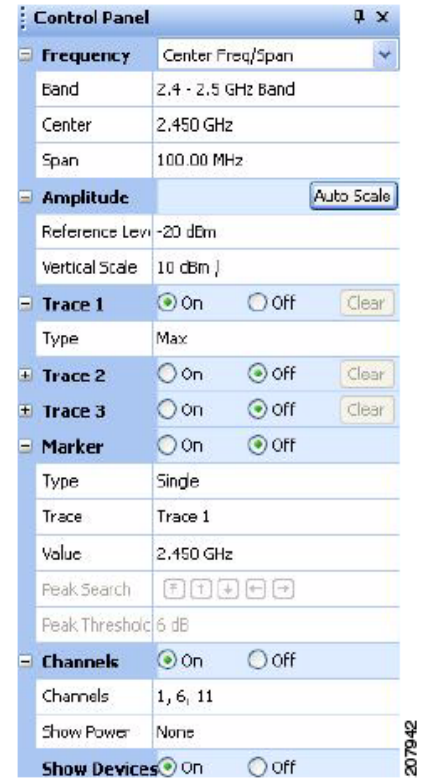 Control Panel
Frequency Center Freq/Span
Band 2.4 - 2.5 GHz Band
Center 2.450 GHz
Span 100.00 MHz
Amplitude Auto Scale
Reference Leve -20 dBm
Vertical Scale 10 dBm /
Trace 1 On Off Clear
Type Max
Trace 2 On Off Clear
Trace 3 On Off Clear
Marker On Off
Type Single
Trace Trace 1
Value 2.450 GHz
Peak Search
Peak Threshold 6 dB
Channels On Off
Channels 1, 6, 11
Show Power None
Show Devices On Off
207942